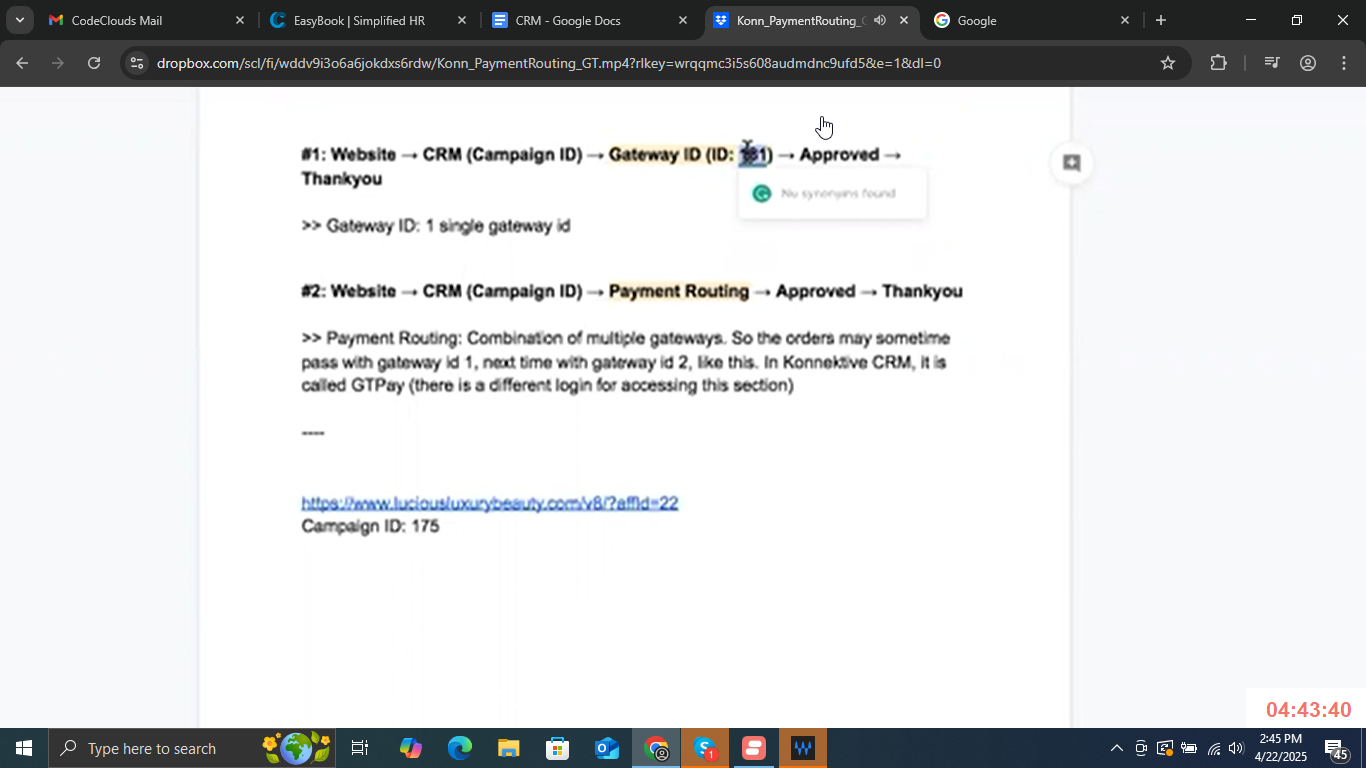 CodeClouds Mail
EasyBook | Simplified HR
CRM - Google Docs
Konn_PaymentRouting_
Google
dropbox.com/scl/fi/wddv9i3o6a6jokdxs6rdw/Konn_PaymentRouting_GT.mp4?rlkey=wrqqmc3i5s608audmdnc9ufd5&e=1&dl=0
#1: Website → CRM (Campaign ID) → Gateway ID (ID: 181) → Approved →
Thankyou
No synonyms found
>> Gateway ID: 1 single gateway id
#2: Website → CRM (Campaign ID) → Payment Routing → Approved → Thankyou
>> Payment Routing: Combination of multiple gateways. So the orders may sometime
pass with gateway id 1, next time with gateway id 2, like this. In Konnektive CRM, it is
called GTPay (there is a different login for accessing this section)
----
https://www.luciousluxurybeauty.com/v8/?affId=22
Campaign ID: 175
04:43:40
Type here to search
1
2:45 PM
4/22/2025
45